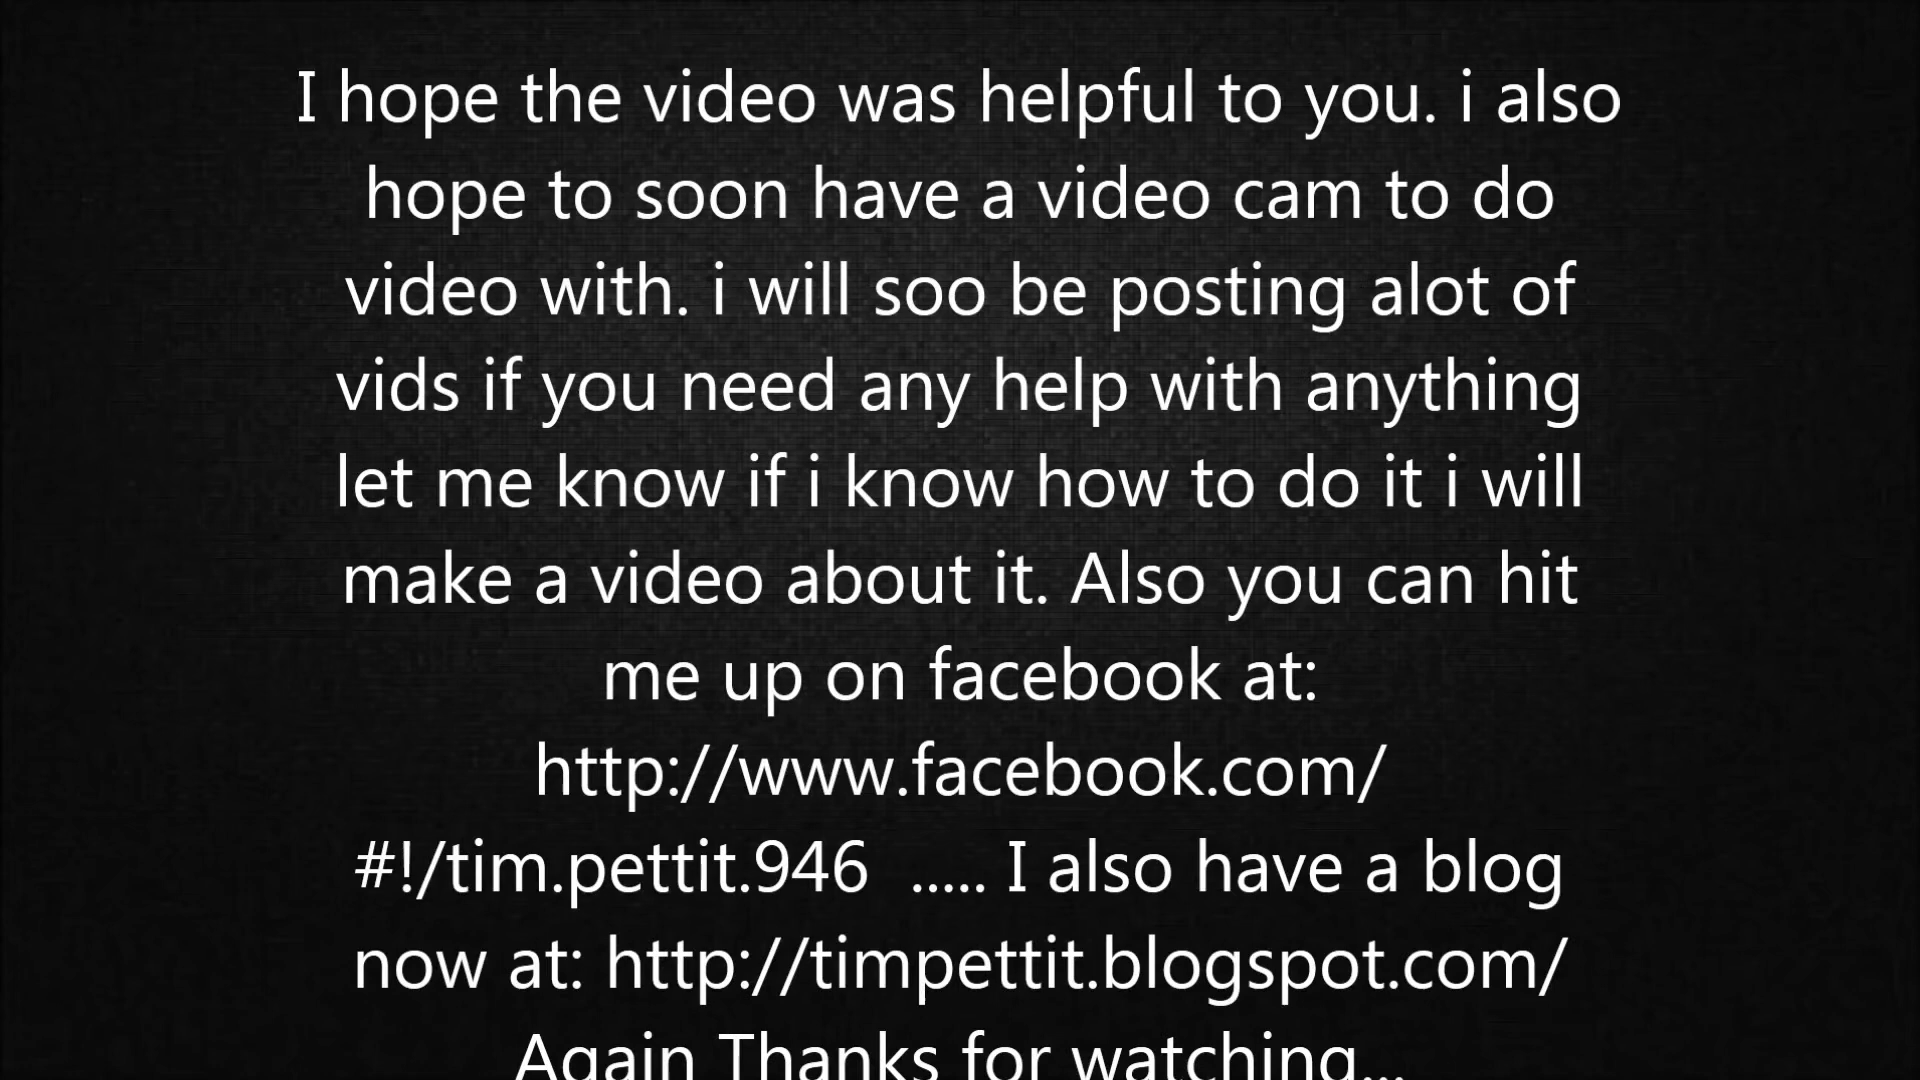 I hope the video was helpful to you. i also
hope to soon have a video cam to do
video with. i will soo be posting alot of
vids if you need any help with anything
let me know if i know how to do it i will
make a video about it. Also you can hit
me up on facebook at:
http://www.facebook.com/
#!/tim.pettit.946  ..... I also have a blog
now at: http://timpettit.blogspot.com/
Again Thanks for watching...